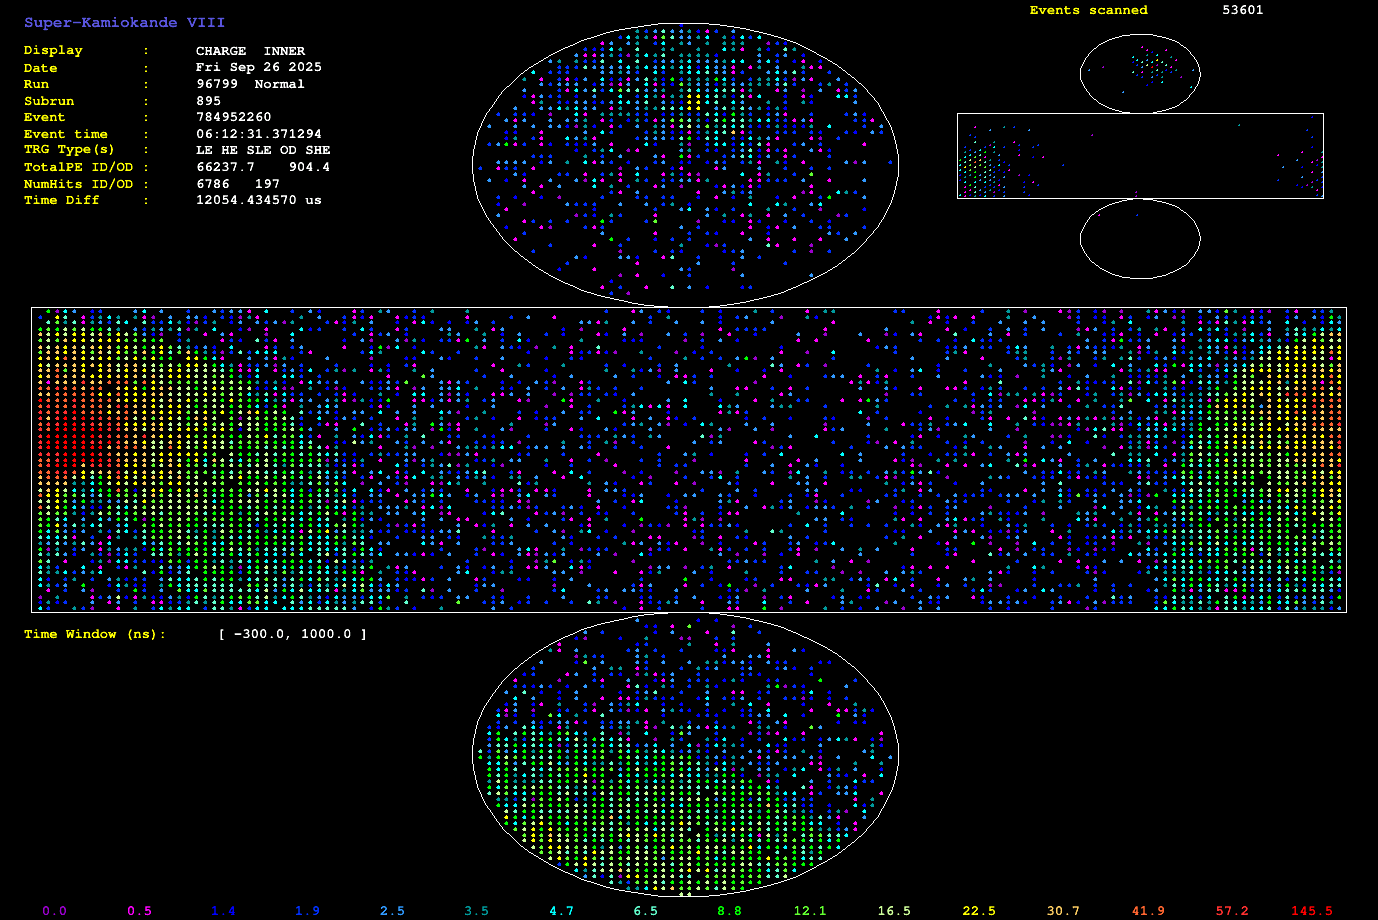 Super-Kamiokande VIII
Display : CHARGE INNER
Date : Fri Sep 26 2025
Run : 96799 Normal
Subrun : 895
Event : 784952260
Event time : 06:12:31.371294
TRG Type(s) : LE HE SLE OD SHE
TotalPE ID/OD : 66237.7 904.4
NumHits ID/OD : 6786 197
Time Diff : 12054.434570 us
Events scanned 53601
Time Window (ns): [ -300.0, 1000.0 ]
0.0 0.5 1.4 1.9 2.5 3.5 4.7 6.5 8.8 12.1 16.5 22.5 30.7 41.9 57.2 145.5